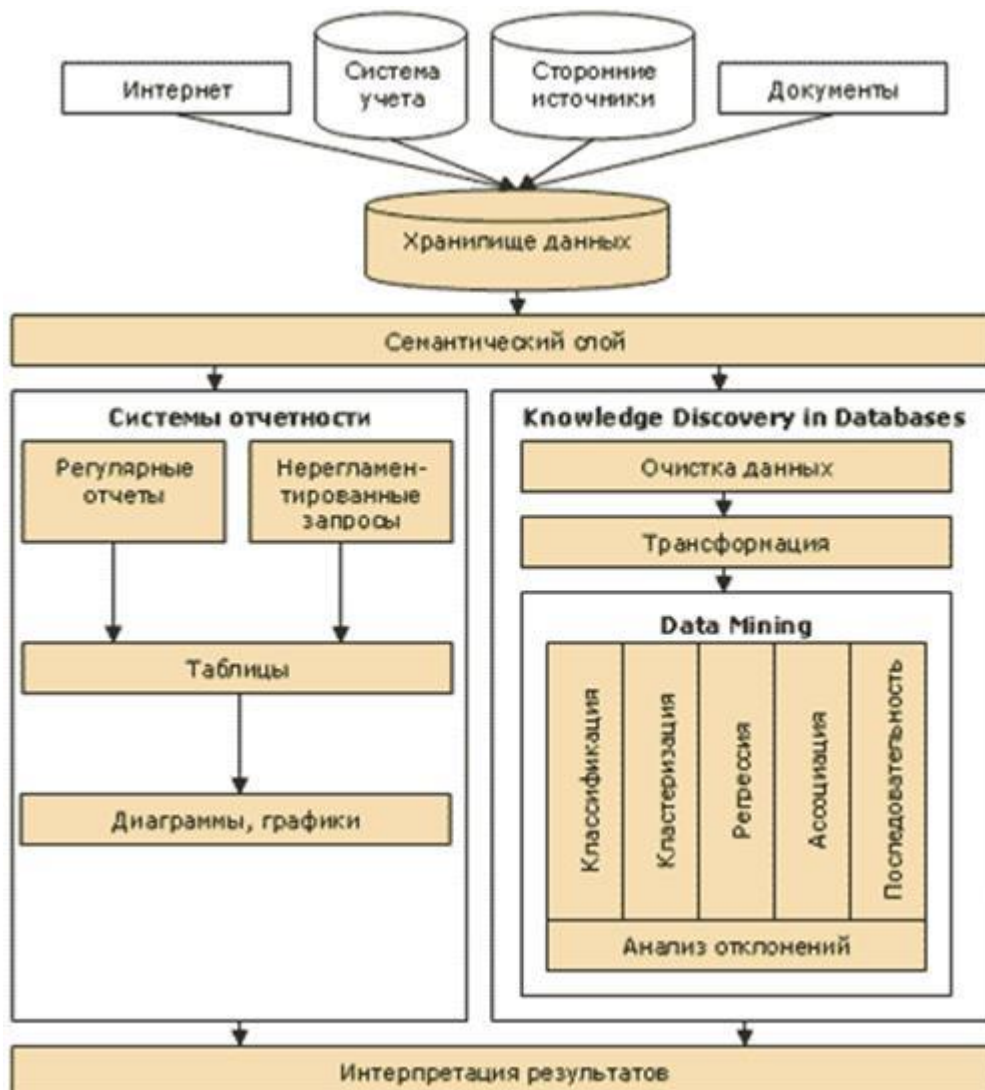 Интернет
Система
учета
Сторонние
источники
Документы
Хранилище данных
Семантический слой
Системы отчетности
Регулярные
отчеты
Нерегламен-
тированные
запросы
Таблицы
Диаграммы, графики
Knowledge Discovery in Databases
Очистка данных
Трансформация
Data Mining
Классификация
Кластеризация
Регрессия
Ассоциация
Последовательность
Анализ отклонений
Интерпретация результатов